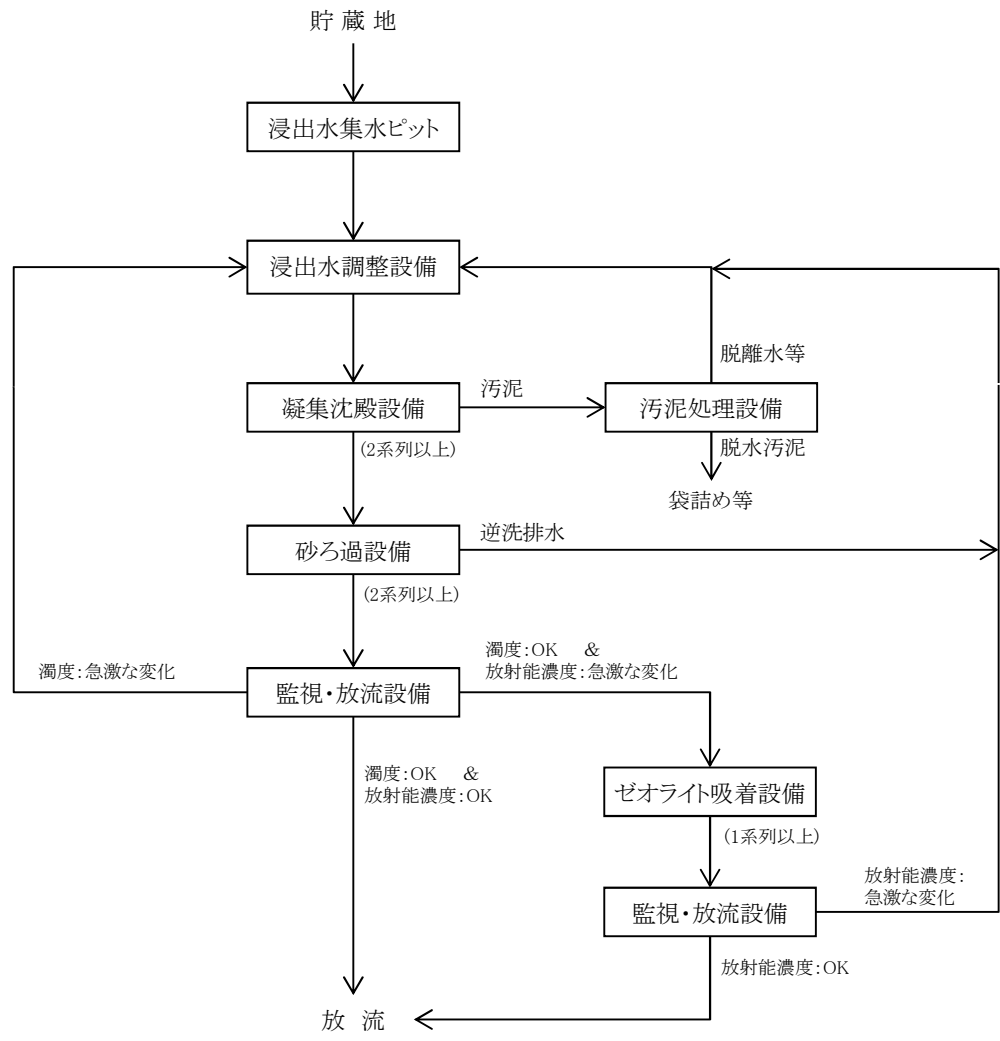 貯 蔵 地
浸出水集水ピット
浸出水調整設備
脱離水等
凝集沈殿設備
汚泥
汚泥処理設備
(2系列以上)
脱水汚泥
袋詰め等
砂ろ過設備
逆洗排水
(2系列以上)
濁度:急激な変化
監視・放流設備
濁度:OK &
放射能濃度:急激な変化
濁度:OK &
放射能濃度:OK
ゼオライト吸着設備
(1系列以上)
監視・放流設備
放射能濃度:
急激な変化
放射能濃度:OK
放 流